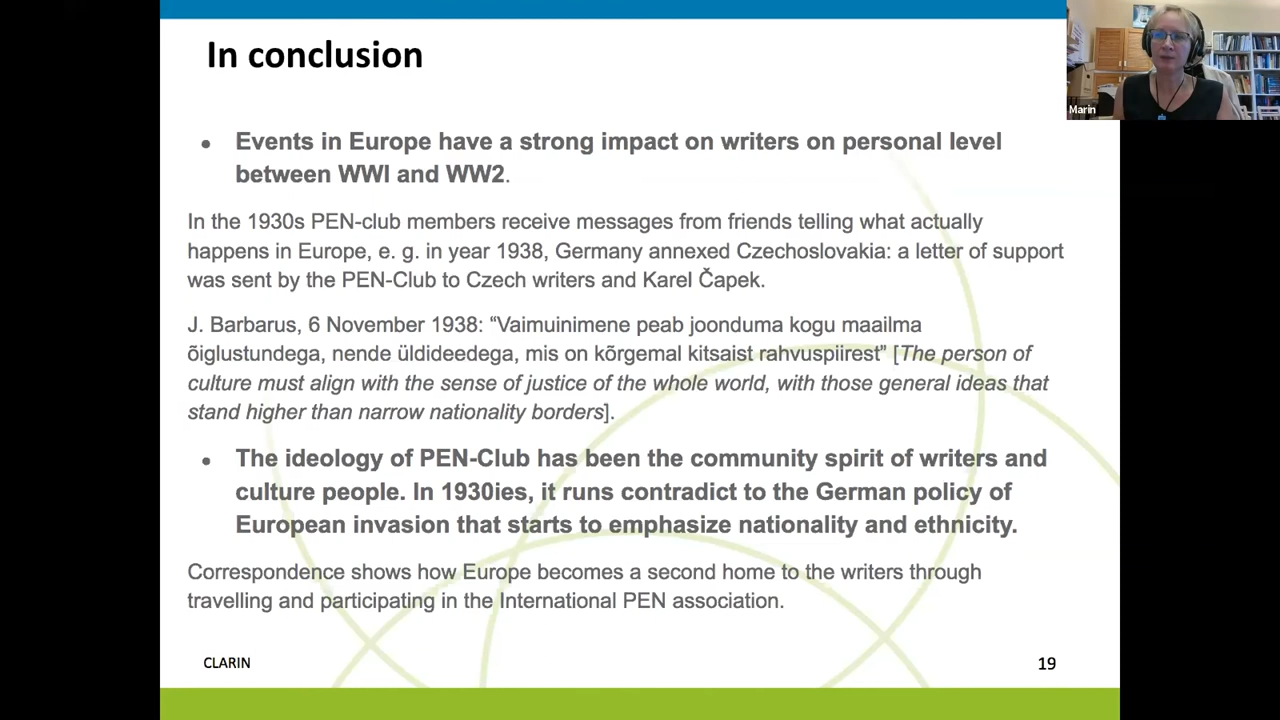 In conclusion
Marin
• Events in Europe have a strong impact on writers on personal level
between WWI and WW2.
In the 1930s PEN-club members receive messages from friends telling what actually
happens in Europe, e. g. in year 1938, Germany annexed Czechoslovakia: a letter of support
was sent by the PEN-Club to Czech writers and Karel Čapek.
J. Barbarus, 6 November 1938: “Vaimuinimene peab joonduma kogu maailma
õiglustundega, nende üldideedega, mis on kõrgemal kitsaist rahvuspiirest” [The person of
culture must align with the sense of justice of the whole world, with those general ideas that
stand higher than narrow nationality borders].
• The ideology of PEN-Club has been the community spirit of writers and
culture people. In 1930ies, it runs contradict to the German policy of
European invasion that starts to emphasize nationality and ethnicity.
Correspondence shows how Europe becomes a second home to the writers through
travelling and participating in the International PEN association.
CLARIN
19